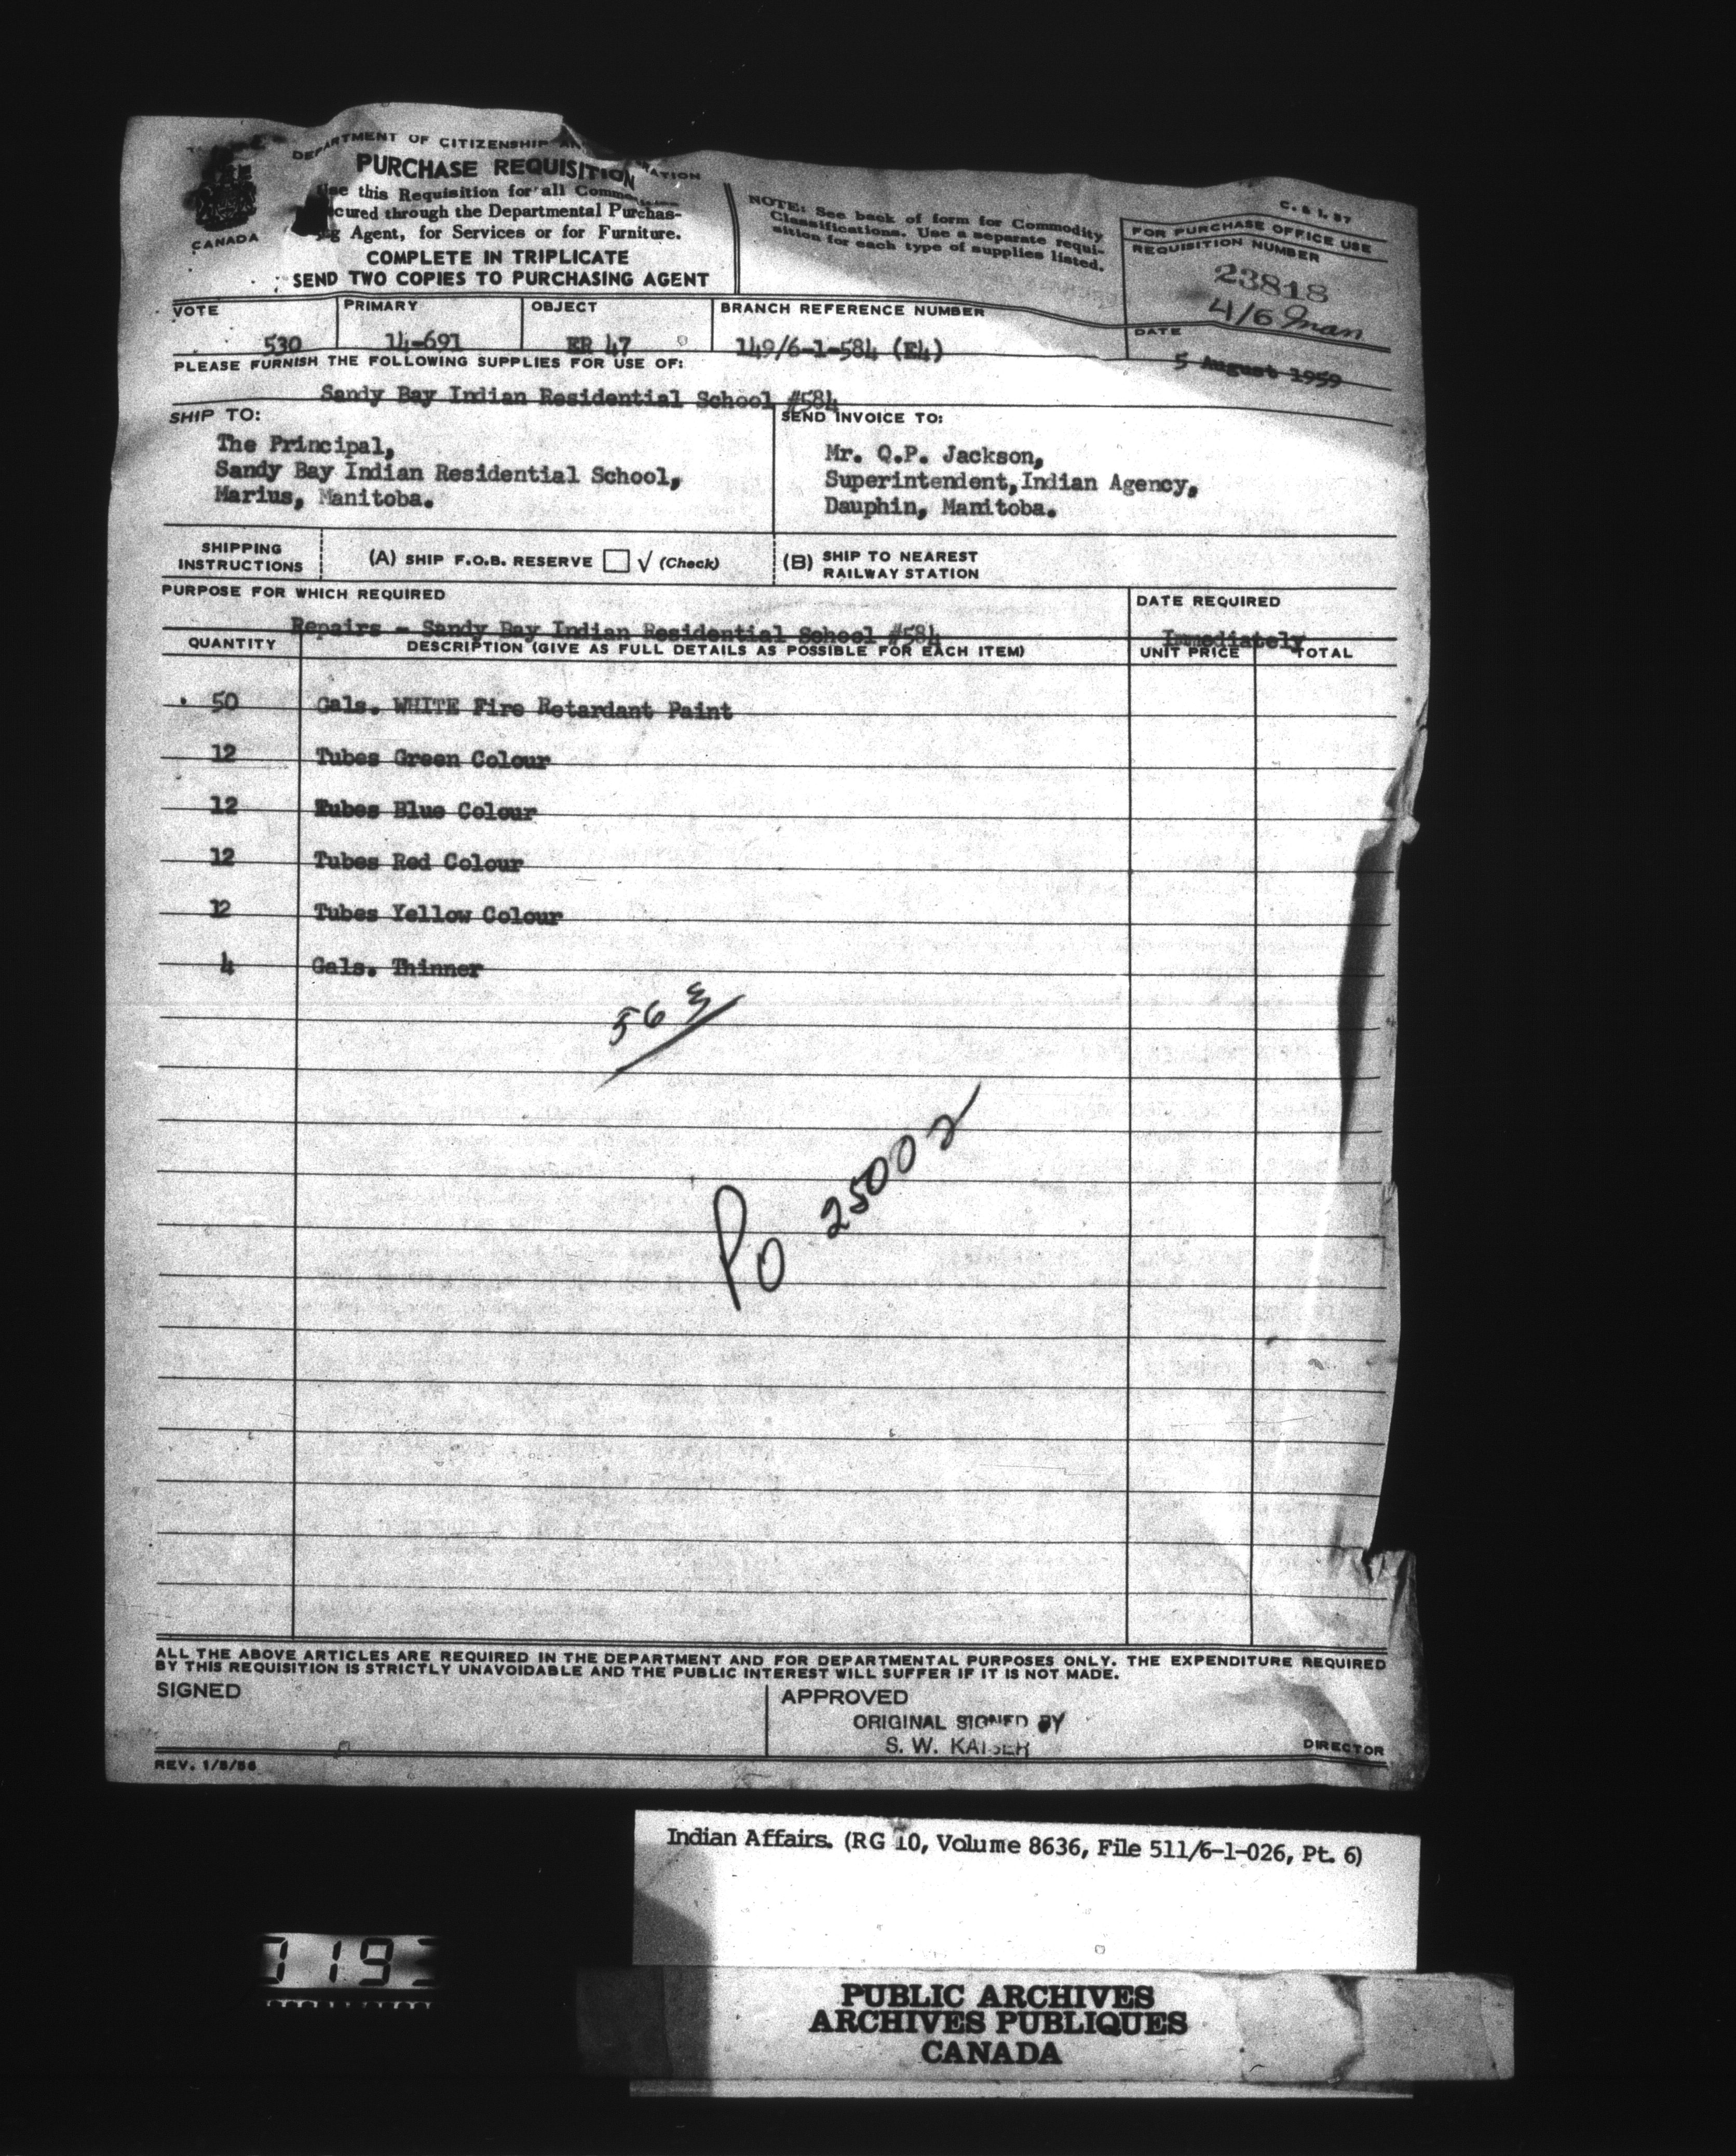 DEPARTMENT OF CITIZENSHIP
PURCHASE REQUISITION
Use this Requisition for all
cured through the Departmental Purchas-
Agent, for Services or for Furniture.
COMPLETE IN TRIPLICATE
SEND TWO COPIES TO PURCHASING AGENT
CANADA
NOTE: See back of form for Commodity
Classifications. Use a separate requi-
sition for each type of supplies listed.
C. & I. 57
FOR PURCHASE OFFICE USE
REQUISITION NUMBER
23818
4/6 Man
DATE
5 August 1959
VOTE
530
PRIMARY
14-691
OBJECT
ER 47
BRANCH REFERENCE NUMBER
149/6-1-584 (E4)
PLEASE FURNISH THE FOLLOWING SUPPLIES FOR USE OF:
Sandy Bay Indian Residential School #584
SHIP TO:
The Principal,
Sandy Bay Indian Residential School,
Marius, Manitoba.
SEND INVOICE TO:
Mr. Q.P. Jackson,
Superintendent, Indian Agency,
Dauphin, Manitoba.
SHIPPING
INSTRUCTIONS
(A) SHIP F.O.B. RESERVE √ (Check)
(B) SHIP TO NEAREST
RAILWAY STATION
PURPOSE FOR WHICH REQUIRED
Repairs - Sandy Bay Indian Residential School #584
DATE REQUIRED
Immediately
QUANTITY DESCRIPTION (GIVE AS FULL DETAILS AS POSSIBLE FOR EACH ITEM) UNIT PRICE TOTAL
50 Gals. WHITE Fire Retardant Paint
12 Tubes Green Colour
12 Tubes Blue Colour
12 Tubes Red Colour
12 Tubes Yellow Colour
4 Gals. Thinner
PO 25002
ALL THE ABOVE ARTICLES ARE REQUIRED IN THE DEPARTMENT AND FOR DEPARTMENTAL PURPOSES ONLY. THE EXPENDITURE REQUIRED
BY THIS REQUISITION IS STRICTLY UNAVOIDABLE AND THE PUBLIC INTEREST WILL SUFFER IF IT IS NOT MADE.
SIGNED
APPROVED
ORIGINAL SIGNED BY
S. W. KAISER
DIRECTOR
REV. 1/5/56
Indian Affairs. (RG 10, Volume 8636, File 511/6-1-026, Pt. 6)
PUBLIC ARCHIVES
ARCHIVES PUBLIQUES
CANADA